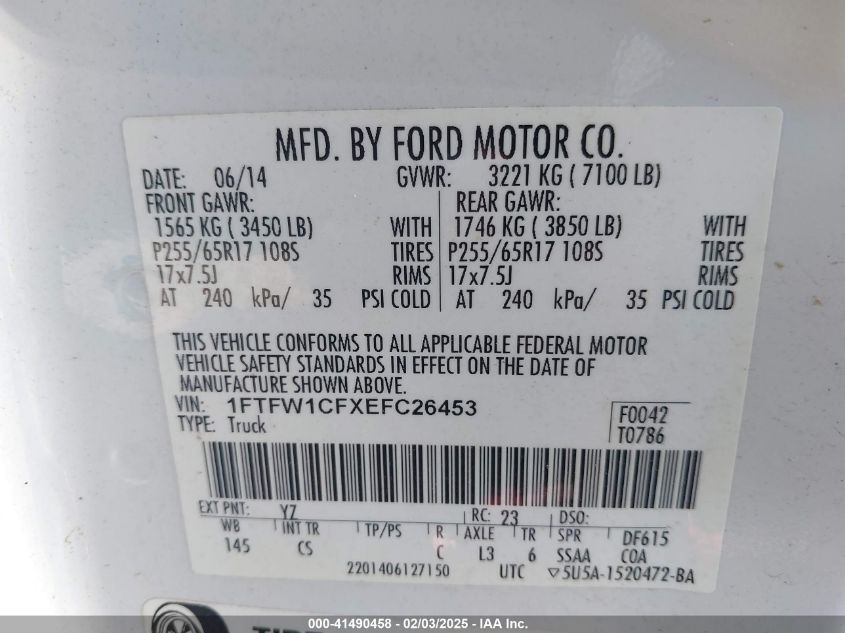 MFD. BY FORD MOTOR CO.
DATE: 06/14 GVWR: 3221 KG ( 7100 LB)
FRONT GAWR: REAR GAWR:
1565 KG ( 3450 LB) WITH 1746 KG ( 3850 LB) WITH
P255/65R17 108S TIRES P255/65R17 108S TIRES
17x7.5J RIMS 17x7.5J RIMS
AT 240 kPa/ 35 PSI COLD AT 240 kPa/ 35 PSI COLD
THIS VEHICLE CONFORMS TO ALL APPLICABLE FEDERAL MOTOR
VEHICLE SAFETY STANDARDS IN EFFECT ON THE DATE OF
MANUFACTURE SHOWN ABOVE.
VIN: 1FTFW1CFXEFC26453 F0042
TYPE: Truck T0786
EXT PNT: YZ RC: 23 DSO:
WB INT TR TP/PS R AXLE TR SPR DF615
145 CS C L3 6 SSAA COA
2201406127150 UTC ▽5U5A-1520472-BA
000-41490458 - 02/03/2025 - IAA Inc.